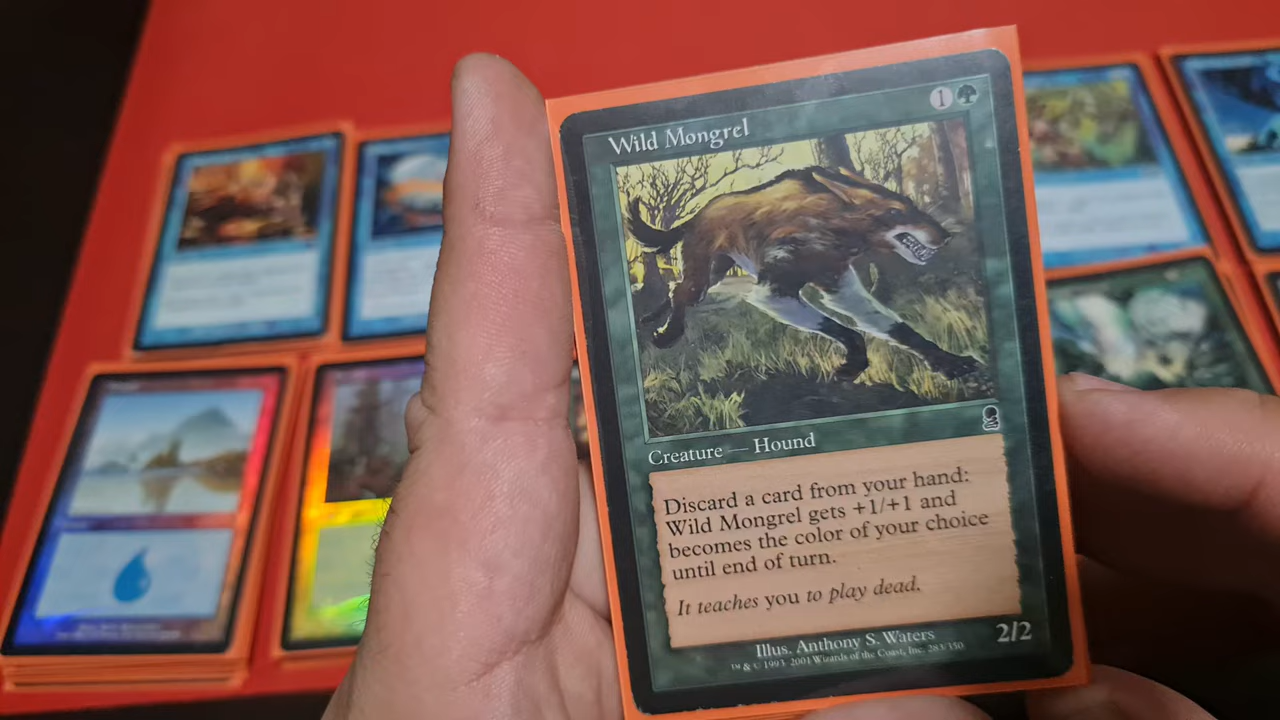 Wild Mongrel
1
Creature — Hound
Discard a card from your hand:
Wild Mongrel gets +1/+1 and
becomes the color of your choice
until end of turn.
It teaches you to play dead.
Illus. Anthony S. Waters
™ & © 1993-2001 Wizards of the Coast, Inc. 283/350
2/2